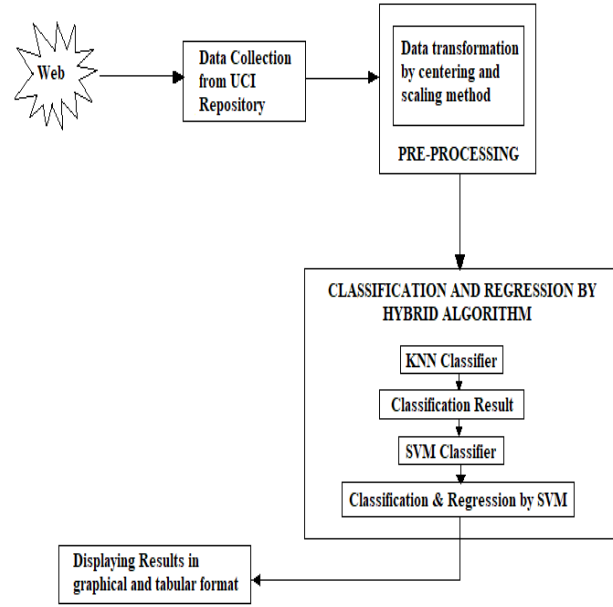 Web
Data Collection
from UCI
Repository
Data transformation
by centering and
scaling method
PRE-PROCESSING
CLASSIFICATION AND REGRESSION BY
HYBRID ALGORITHM
KNN Classifier
Classification Result
SVM Classifier
Classification & Regression by SVM
Displaying Results in
graphical and tabular format